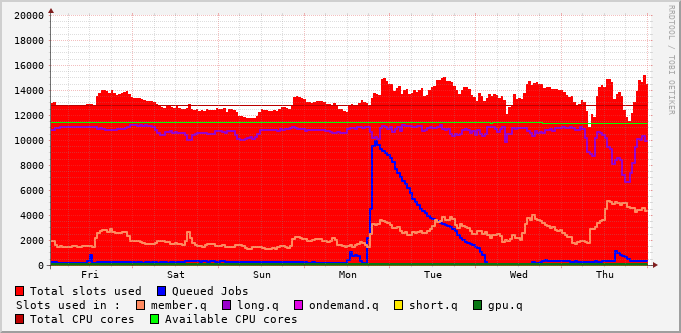 20000
18000
16000
14000
12000
10000
8000
6000
4000
2000
0
Fri Sat Sun Mon Tue Wed Thu
RRDTOOL / TOBI OETIKER
Total slots used Queued Jobs
Slots used in : member.q long.q ondemand.q short.q gpu.q
Total CPU cores Available CPU cores